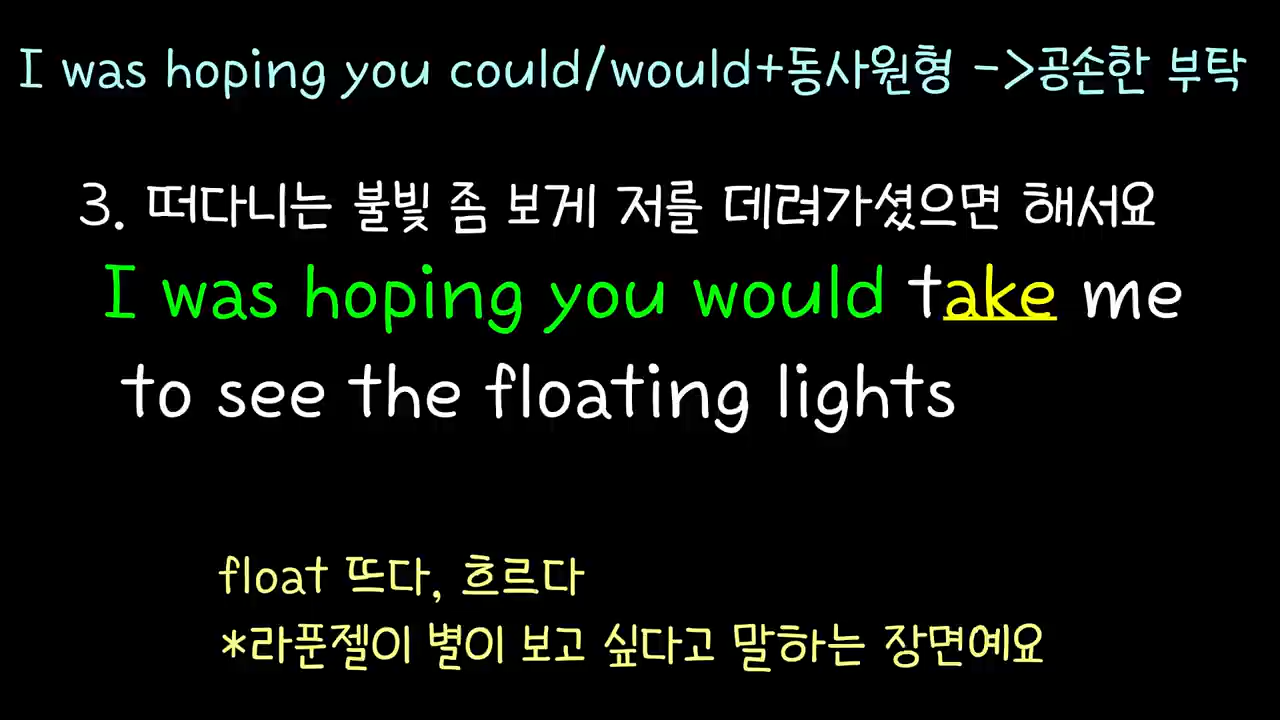 I was hoping you could/would+동사원형 ->공손한 부탁
3. 떠다니는 불빛 좀 보게 저를 데려가셨으면 해서요
I was hoping you would take me
to see the floating lights
float 뜨다, 흐르다
*라푼젤이 별이 보고 싶다고 말하는 장면예요